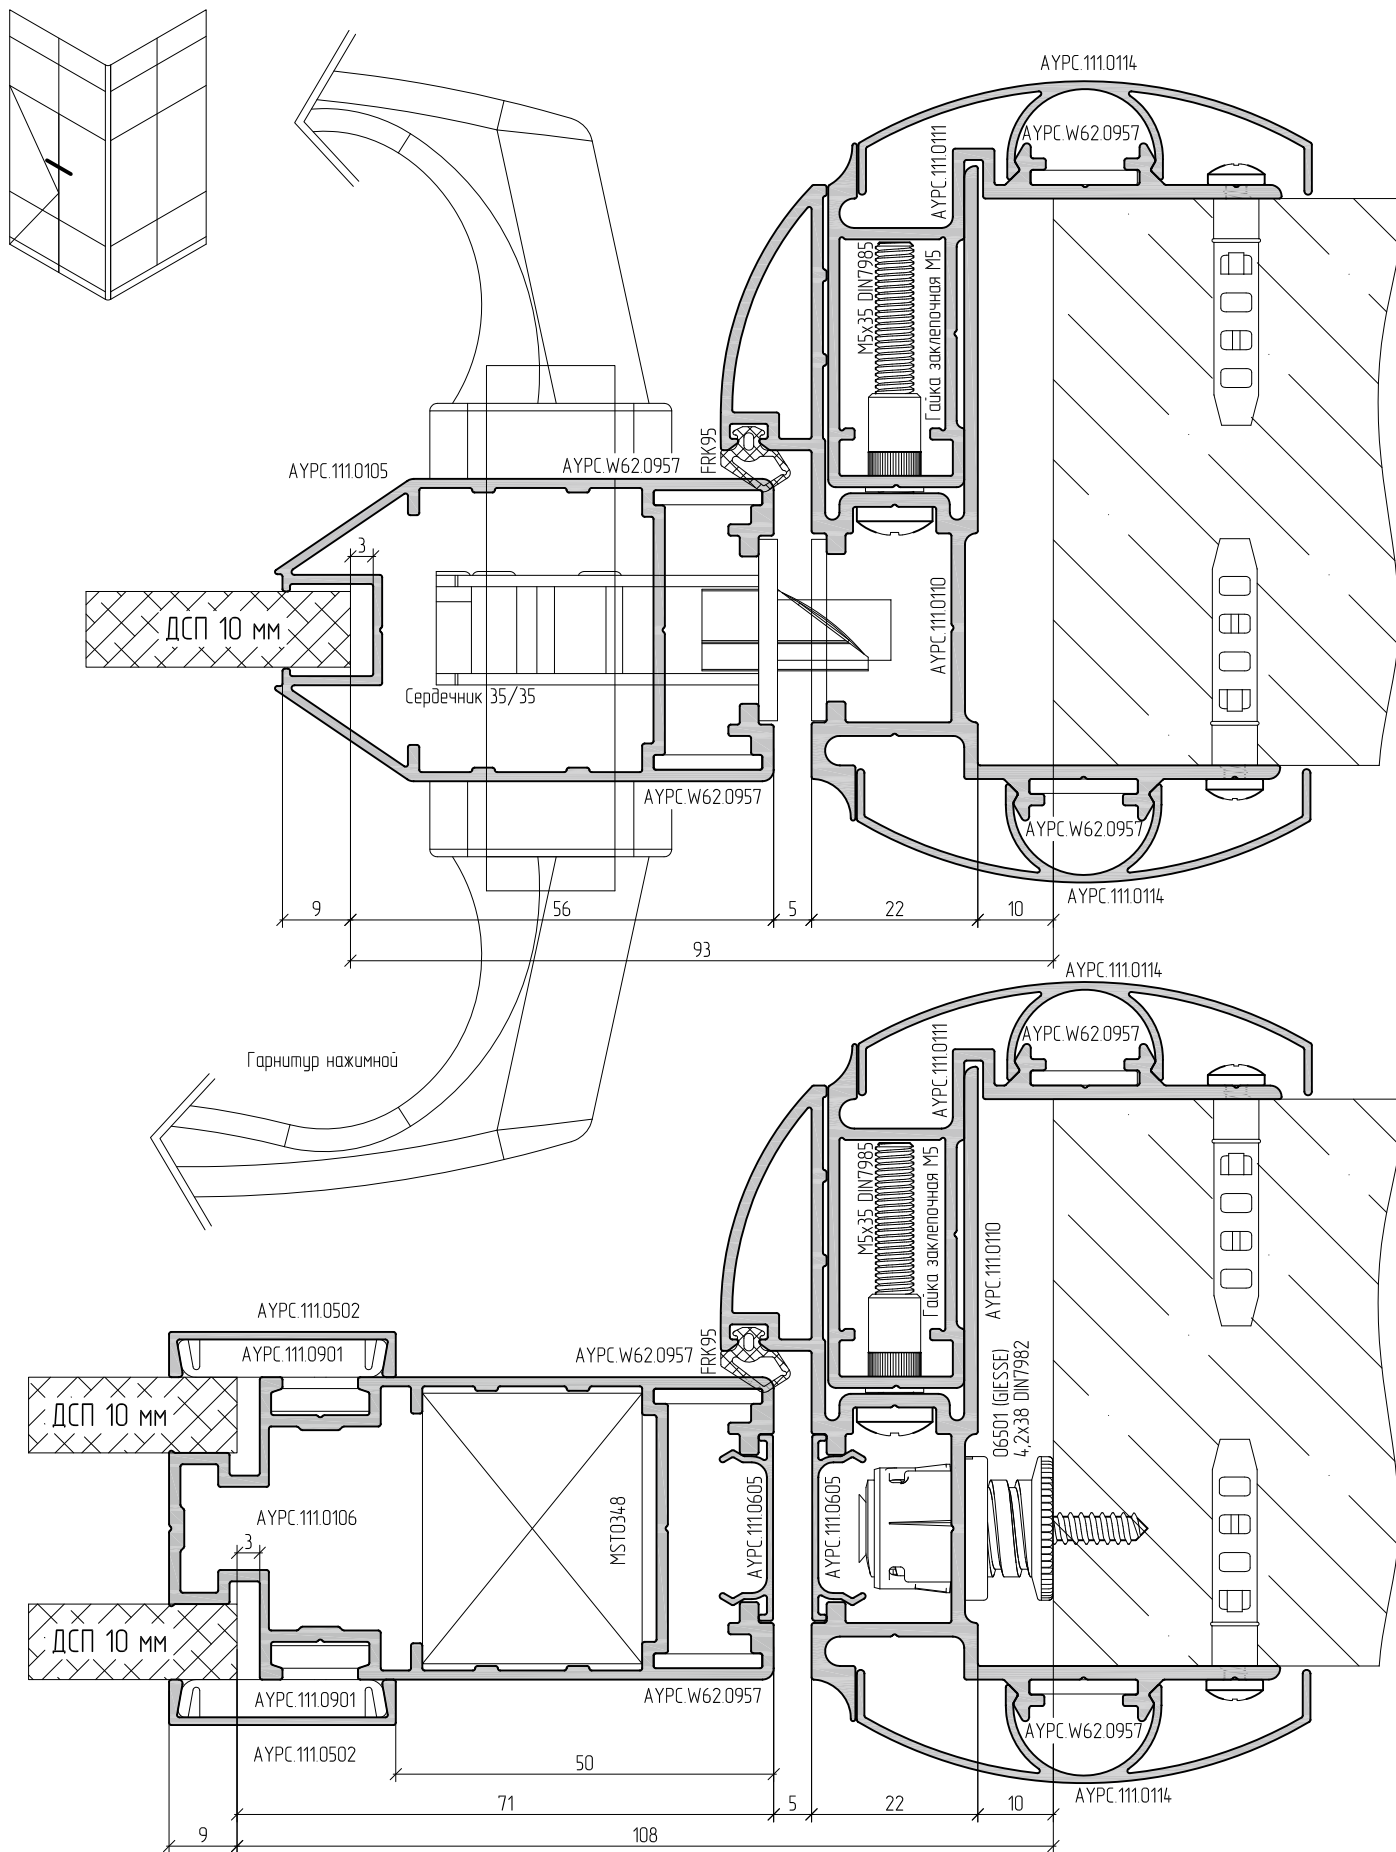 AYPC.111.0114
AYPC.W62.0957
AYPC.111.0111
M5x35 DIN7985
Гайка заклепочная М5
FRK95
AYPC.W62.0957
AYPC.111.0105
3
ДСП 10 мм
AYPC.111.0110
Сердечник 35/35
AYPC.W62.0957
AYPC.W62.0957
AYPC.111.0114
9
56
5
22
10
93
AYPC.111.0114
AYPC.W62.0957
AYPC.111.0111
Гарнитур нажимной
M5x35 DIN7985
Гайка заклепочная М5
AYPC.111.0110
AYPC.111.0502
AYPC.111.0901
AYPC.W62.0957
FRK95
06501 (GIESSE)
4,2x38 DIN7982
ДСП 10 мм
AYPC.111.0106
MST0348
AYPC.111.0605
AYPC.111.0605
3
ДСП 10 мм
AYPC.111.0901
AYPC.W62.0957
AYPC.W62.0957
AYPC.111.0502
50
AYPC.111.0114
71
5
22
10
9
108